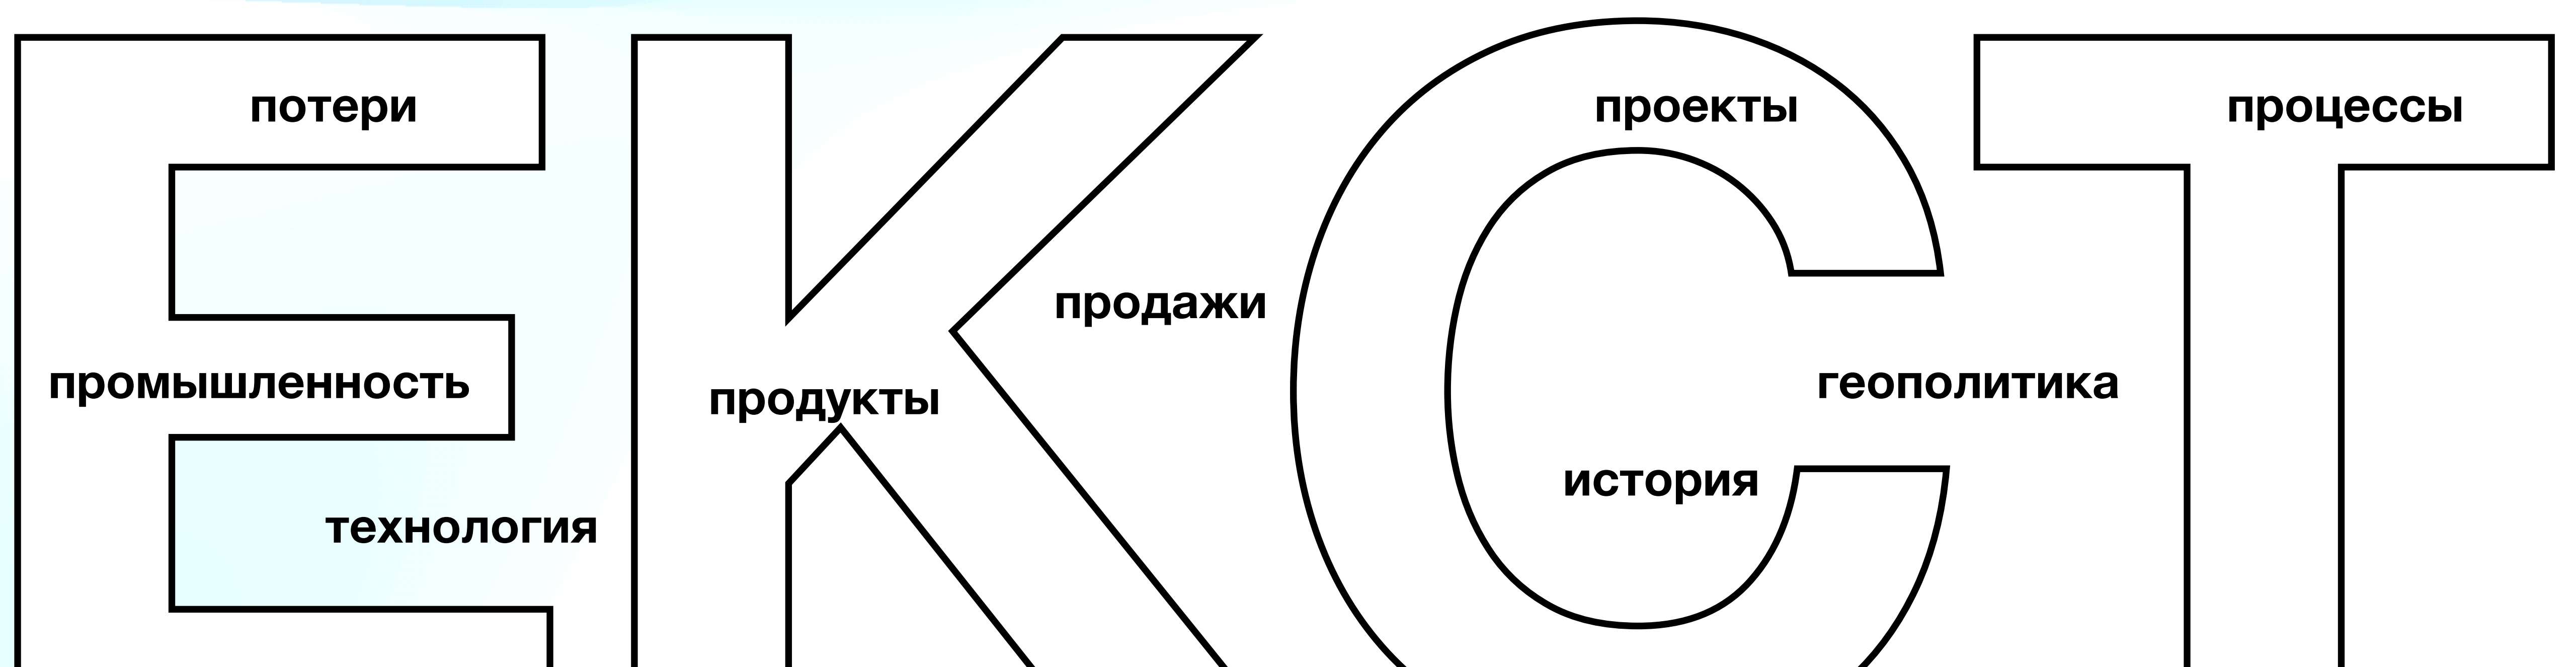 ЕКСТ
потери
проекты
процессы
продажи
промышленность
геополитика
продукты
история
технология